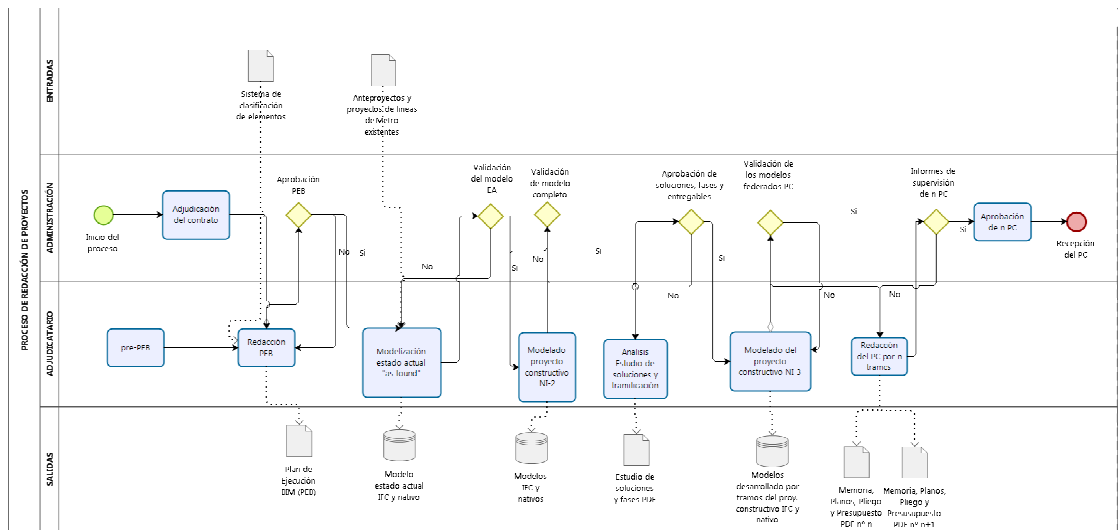 PROCESO DE REDACCIÓN DE PROYECTOS
ENTRADAS
Sistema de
clasificación
de elementos
Anteproyectos y
proyectos de líneas
de Metro
existentes
ADMINISTRACIÓN
Inicio del
proceso
Adjudicación
del contrato
Aprobación
PEB
No
Si
Validación
del modelo
EA
No
Si
Validación
de modelo
completo
No
Si
Aprobación de
soluciones, fases y
entregables
No
Si
Validación de
los modelos
federados PC
No
Si
Informes de
supervisión
de n PC
No
Si
Aprobación
de n PC
Recepción
del PC
ADJUDICATARIO
pre-PEB
Redacción
PEB
Modelización
estado actual
"as found"
Modelado
proyecto
constructivo
NI-2
Analisis
Estudio de
soluciones y
tramificación
Modelado del
proyecto
constructivo NI 3
Redacción
del PC por n
tramos
SALIDAS
Plan de
Ejecución
BIM (PEB)
Modelo
estado actual
IFC y nativo
Modelos
IFC y
nativos
Estudio de
soluciones
y fases PDF
Modelos
desarrollado por
tramos del proy.
constructivo IFC y
nativo
Memoria,
Planos, Pliego
y Presupuesto
PDF nº n
Memoria, Planos,
Pliego y
Presupuesto
PDF nº n+1